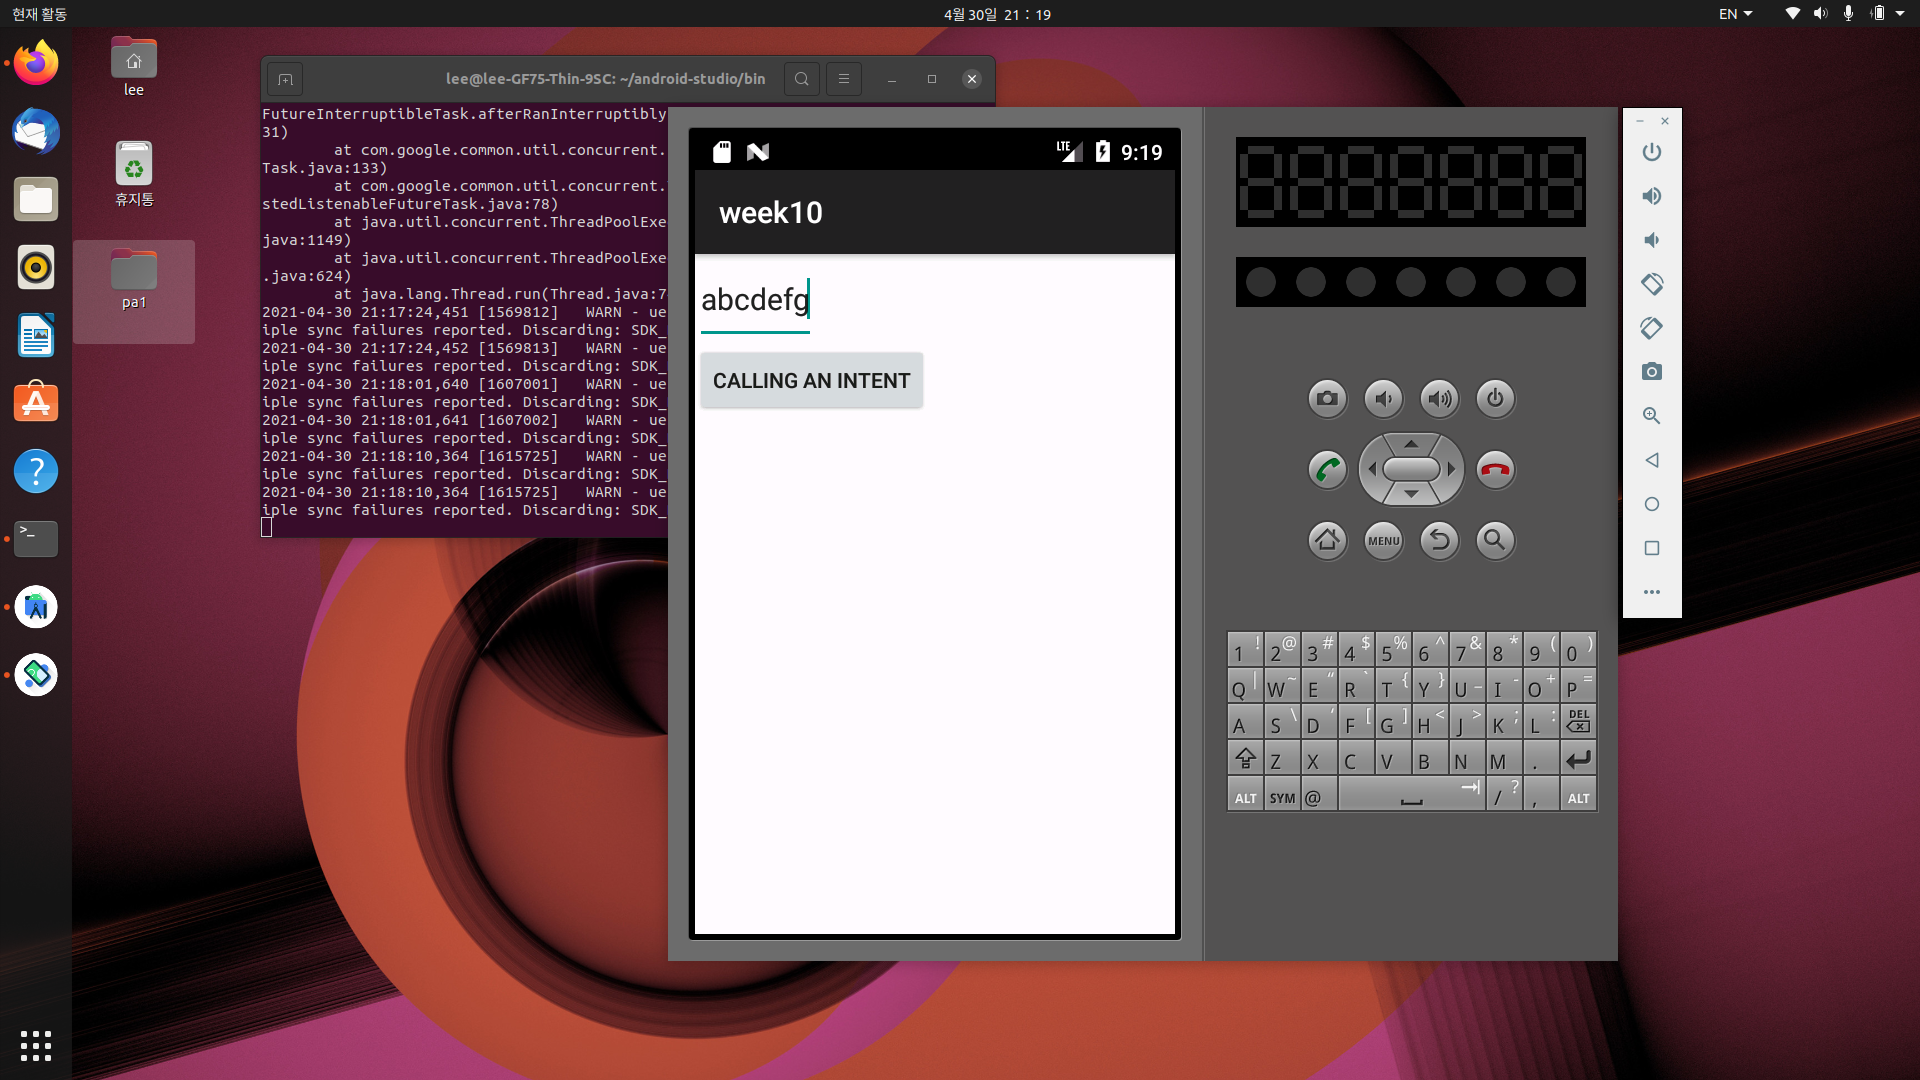 현재 활동
4월 30일 21 : 19
EN
lee
휴지통
pa1
lee@lee-GF75-Thin-9SC: ~/android-studio/bin
FutureInterruptibleTask.afterRanInterruptibly
31)
at com.google.common.util.concurrent.
Task.java:133)
at com.google.common.util.concurrent.
stedListenableFutureTask.java:78)
at java.util.concurrent.ThreadPoolExe
java:1149)
at java.util.concurrent.ThreadPoolExe
.java:624)
at java.lang.Thread.run(Thread.java:7
2021-04-30 21:17:24,451 [1569812]   WARN - ue
iple sync failures reported. Discarding: SDK_
2021-04-30 21:17:24,452 [1569813]   WARN - ue
iple sync failures reported. Discarding: SDK_
2021-04-30 21:18:01,640 [1607001]   WARN - ue
iple sync failures reported. Discarding: SDK_
2021-04-30 21:18:01,641 [1607002]   WARN - ue
iple sync failures reported. Discarding: SDK_
2021-04-30 21:18:10,364 [1615725]   WARN - ue
iple sync failures reported. Discarding: SDK_
2021-04-30 21:18:10,364 [1615725]   WARN - ue
iple sync failures reported. Discarding: SDK_
LTE 9:19
week10
abcdefg
CALLING AN INTENT
MENU
1 ! 2 @ 3 # 4 $ 5 % 6 ^ 7 & 8 * 9 ( 0 )
Q | W ~ E " R ` T { Y } U _ I - O + P =
A S \ D ' F [ G ] H < J > K ; L : DEL
Z X C V B N M .
ALT SYM @ / ? , ALT